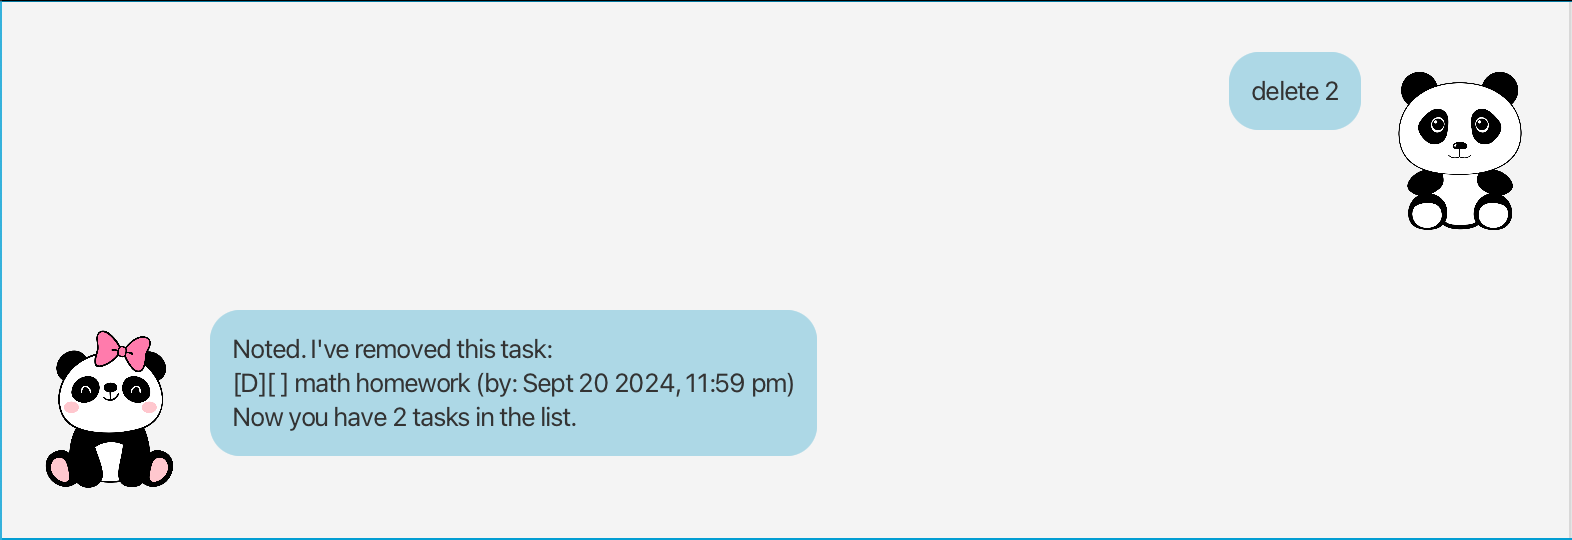 delete 2
Noted. I've removed this task:
[D][ ] math homework (by: Sept 20 2024, 11:59 pm)
Now you have 2 tasks in the list.